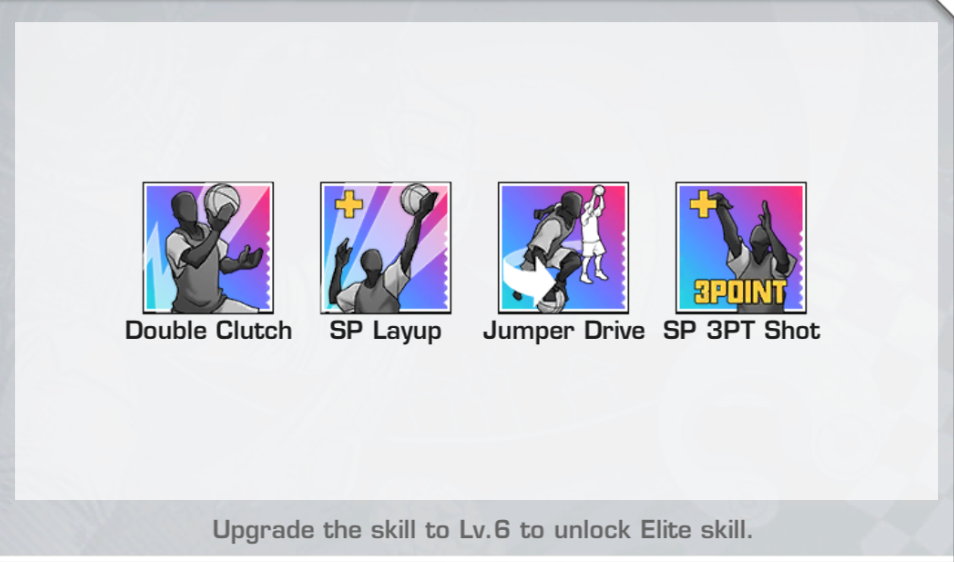 3POINT
Double Clutch
SP Layup
Jumper Drive
SP 3PT Shot
Upgrade the skill to Lv.6 to unlock Elite skill.